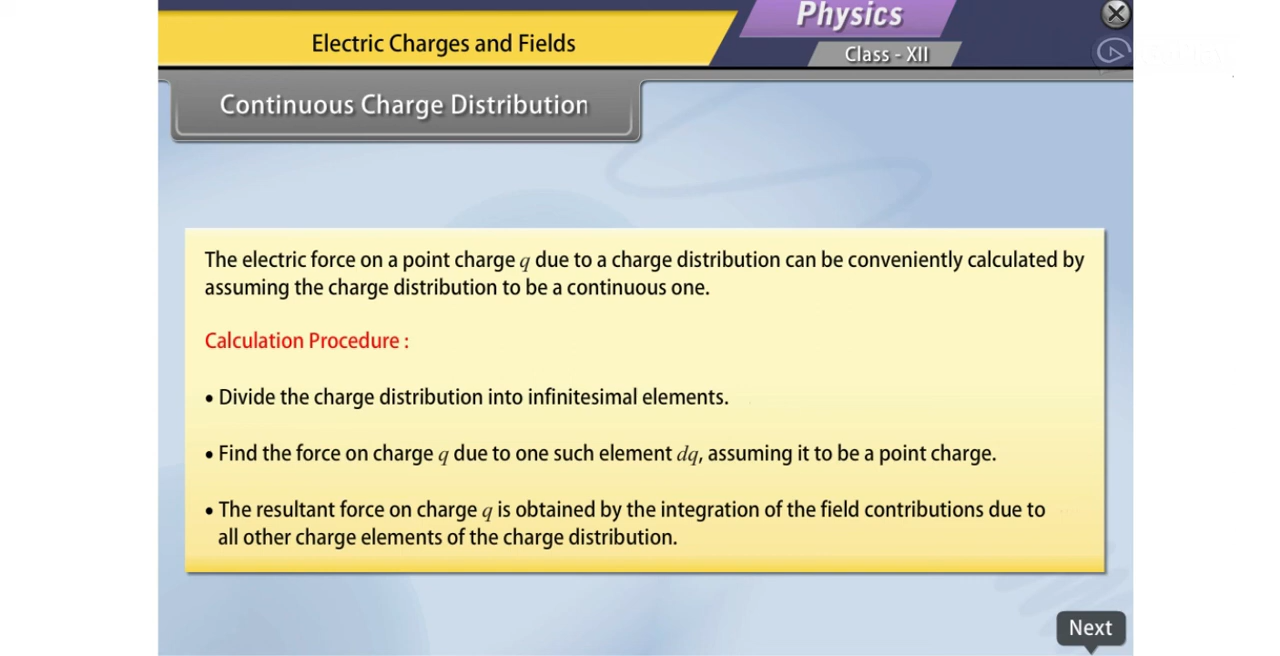 Physics
Electric Charges and Fields
Class - XII
Continuous Charge Distribution
The electric force on a point charge q due to a charge distribution can be conveniently calculated by
assuming the charge distribution to be a continuous one.
Calculation Procedure :
• Divide the charge distribution into infinitesimal elements.
• Find the force on charge q due to one such element dq, assuming it to be a point charge.
• The resultant force on charge q is obtained by the integration of the field contributions due to
all other charge elements of the charge distribution.
Next